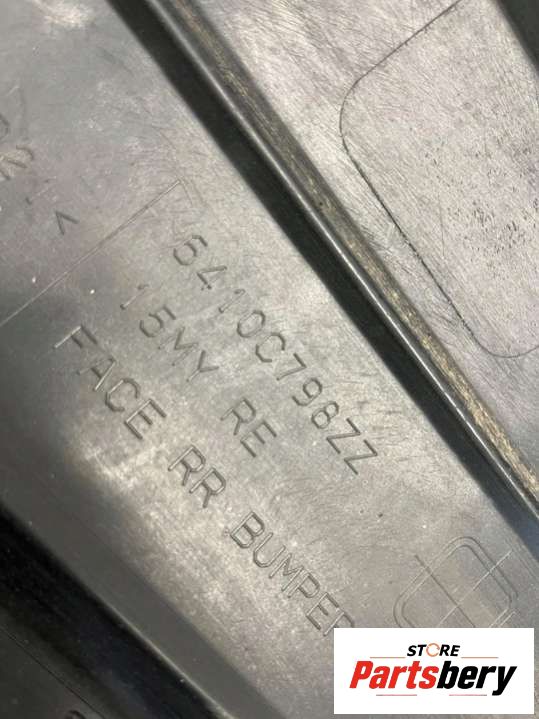 6410C798ZZ
15MY RE
FACE RR BUMPER
STORE
Partsbery